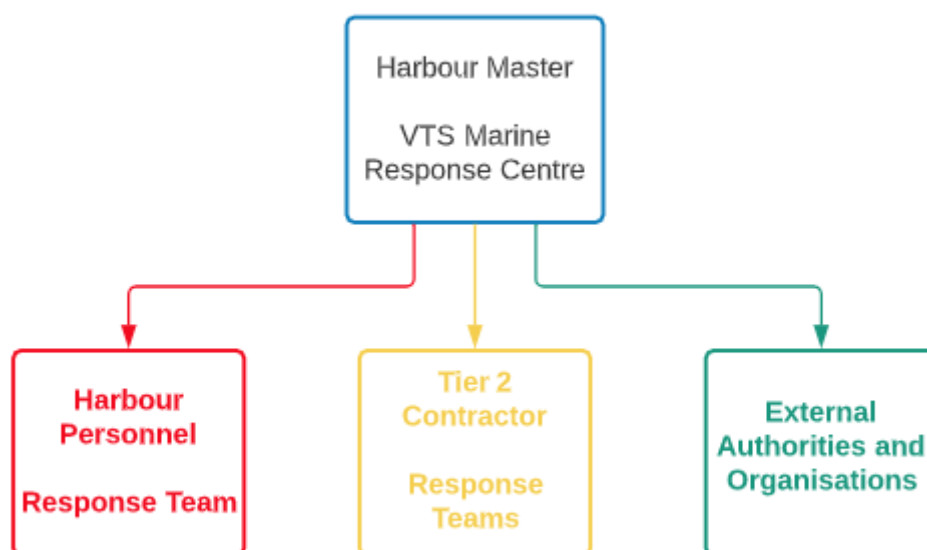 Harbour Master
VTS Marine
Response Centre
Harbour
Personnel
Response Team
Tier 2
Contractor
Response
Teams
External
Authorities and
Organisations